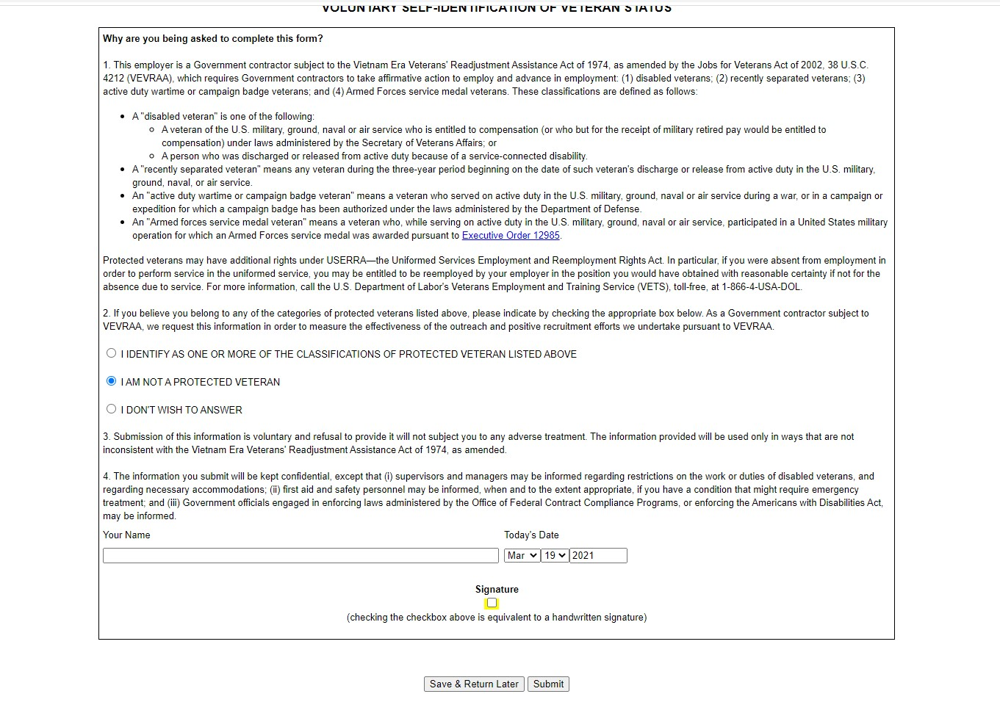 VOLUNTARY SELF-IDENTIFICATION OF VETERAN STATUS
Why are you being asked to complete this form?
1. This employer is a Government contractor subject to the Vietnam Era Veterans' Readjustment Assistance Act of 1974, as amended by the Jobs for Veterans Act of 2002, 38 U.S.C.
4212 (VEVRAA), which requires Government contractors to take affirmative action to employ and advance in employment: (1) disabled veterans; (2) recently separated veterans; (3)
active duty wartime or campaign badge veterans; and (4) Armed Forces service medal veterans. These classifications are defined as follows:
• A "disabled veteran" is one of the following:
o A veteran of the U.S. military, ground, naval or air service who is entitled to compensation (or who but for the receipt of military retired pay would be entitled to
compensation) under laws administered by the Secretary of Veterans Affairs; or
o A person who was discharged or released from active duty because of a service-connected disability.
• A "recently separated veteran" means any veteran during the three-year period beginning on the date of such veteran's discharge or release from active duty in the U.S. military,
ground, naval, or air service.
• An "active duty wartime or campaign badge veteran" means a veteran who served on active duty in the U.S. military, ground, naval or air service during a war, or in a campaign or
expedition for which a campaign badge has been authorized under the laws administered by the Department of Defense.
• An "Armed forces service medal veteran" means a veteran who, while serving on active duty in the U.S. military, ground, naval or air service, participated in a United States military
operation for which an Armed Forces service medal was awarded pursuant to Executive Order 12985.
Protected veterans may have additional rights under USERRA—the Uniformed Services Employment and Reemployment Rights Act. In particular, if you were absent from employment in
order to perform service in the uniformed service, you may be entitled to be reemployed by your employer in the position you would have obtained with reasonable certainty if not for the
absence due to service. For more information, call the U.S. Department of Labor's Veterans Employment and Training Service (VETS), toll-free, at 1-866-4-USA-DOL.
2. If you believe you belong to any of the categories of protected veterans listed above, please indicate by checking the appropriate box below. As a Government contractor subject to
VEVRAA, we request this information in order to measure the effectiveness of the outreach and positive recruitment efforts we undertake pursuant to VEVRAA.
I IDENTIFY AS ONE OR MORE OF THE CLASSIFICATIONS OF PROTECTED VETERAN LISTED ABOVE
I AM NOT A PROTECTED VETERAN
I DON'T WISH TO ANSWER
3. Submission of this information is voluntary and refusal to provide it will not subject you to any adverse treatment. The information provided will be used only in ways that are not
inconsistent with the Vietnam Era Veterans' Readjustment Assistance Act of 1974, as amended.
4. The information you submit will be kept confidential, except that (i) supervisors and managers may be informed regarding restrictions on the work or duties of disabled veterans, and
regarding necessary accommodations; (ii) first aid and safety personnel may be informed, when and to the extent appropriate, if you have a condition that might require emergency
treatment; and (iii) Government officials engaged in enforcing laws administered by the Office of Federal Contract Compliance Programs, or enforcing the Americans with Disabilities Act,
may be informed.
Your Name Today's Date
Mar 19 2021
Signature
(checking the checkbox above is equivalent to a handwritten signature)
Save & Return Later Submit